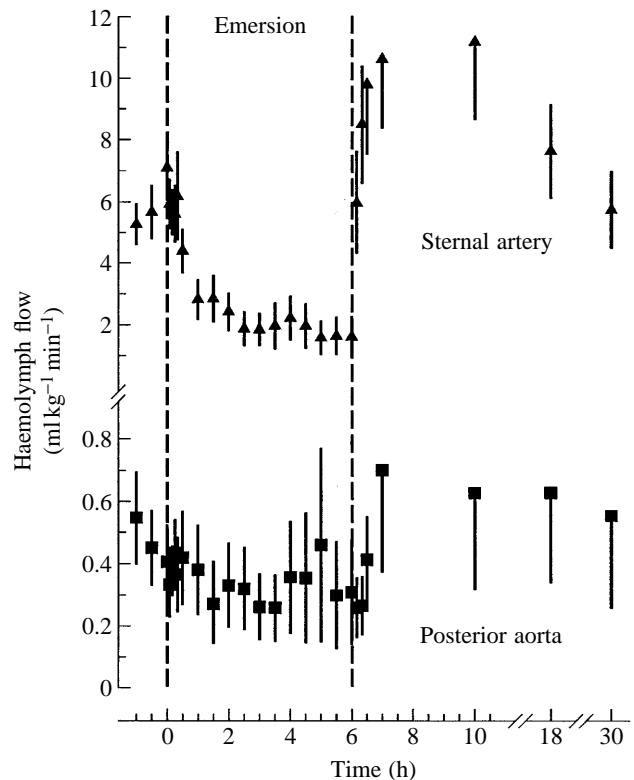 12
Emersion
10
8
6
Sternal artery
4
2
Haemolymph flow
(ml kg⁻¹ min⁻¹)
0.8
0.6
0.4
0.2
Posterior aorta
0
0 2 4 6 8 10 18 30
Time (h)